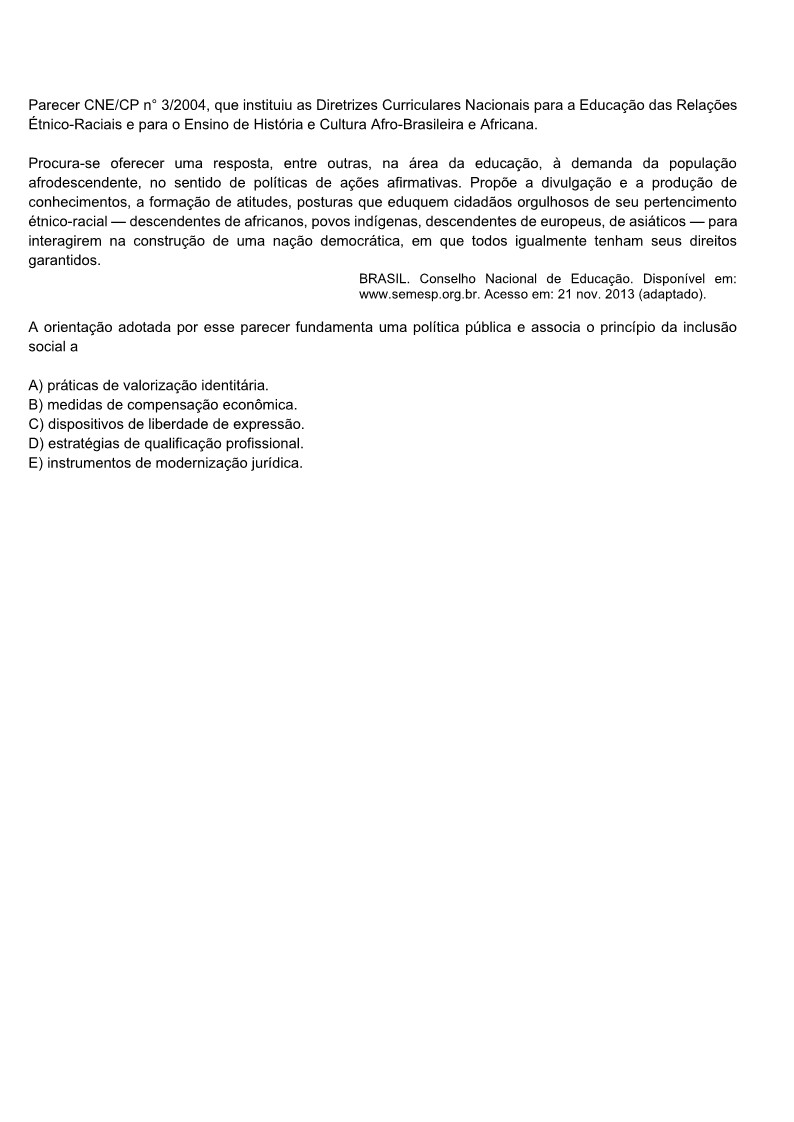 Parecer CNE/CP n° 3/2004, que instituiu as Diretrizes Curriculares Nacionais para a Educação das Relações
Étnico-Raciais e para o Ensino de História e Cultura Afro-Brasileira e Africana.
Procura-se oferecer uma resposta, entre outras, na área da educação, à demanda da população
afrodescendente, no sentido de políticas de ações afirmativas. Propõe a divulgação e a produção de
conhecimentos, a formação de atitudes, posturas que eduquem cidadãos orgulhosos de seu pertencimento
étnico-racial — descendentes de africanos, povos indígenas, descendentes de europeus, de asiáticos — para
interagirem na construção de uma nação democrática, em que todos igualmente tenham seus direitos
garantidos.
BRASIL. Conselho Nacional de Educação. Disponível em:
www.semesp.org.br. Acesso em: 21 nov. 2013 (adaptado).
A orientação adotada por esse parecer fundamenta uma política pública e associa o princípio da inclusão
social a
A) práticas de valorização identitária.
B) medidas de compensação econômica.
C) dispositivos de liberdade de expressão.
D) estratégias de qualificação profissional.
E) instrumentos de modernização jurídica.